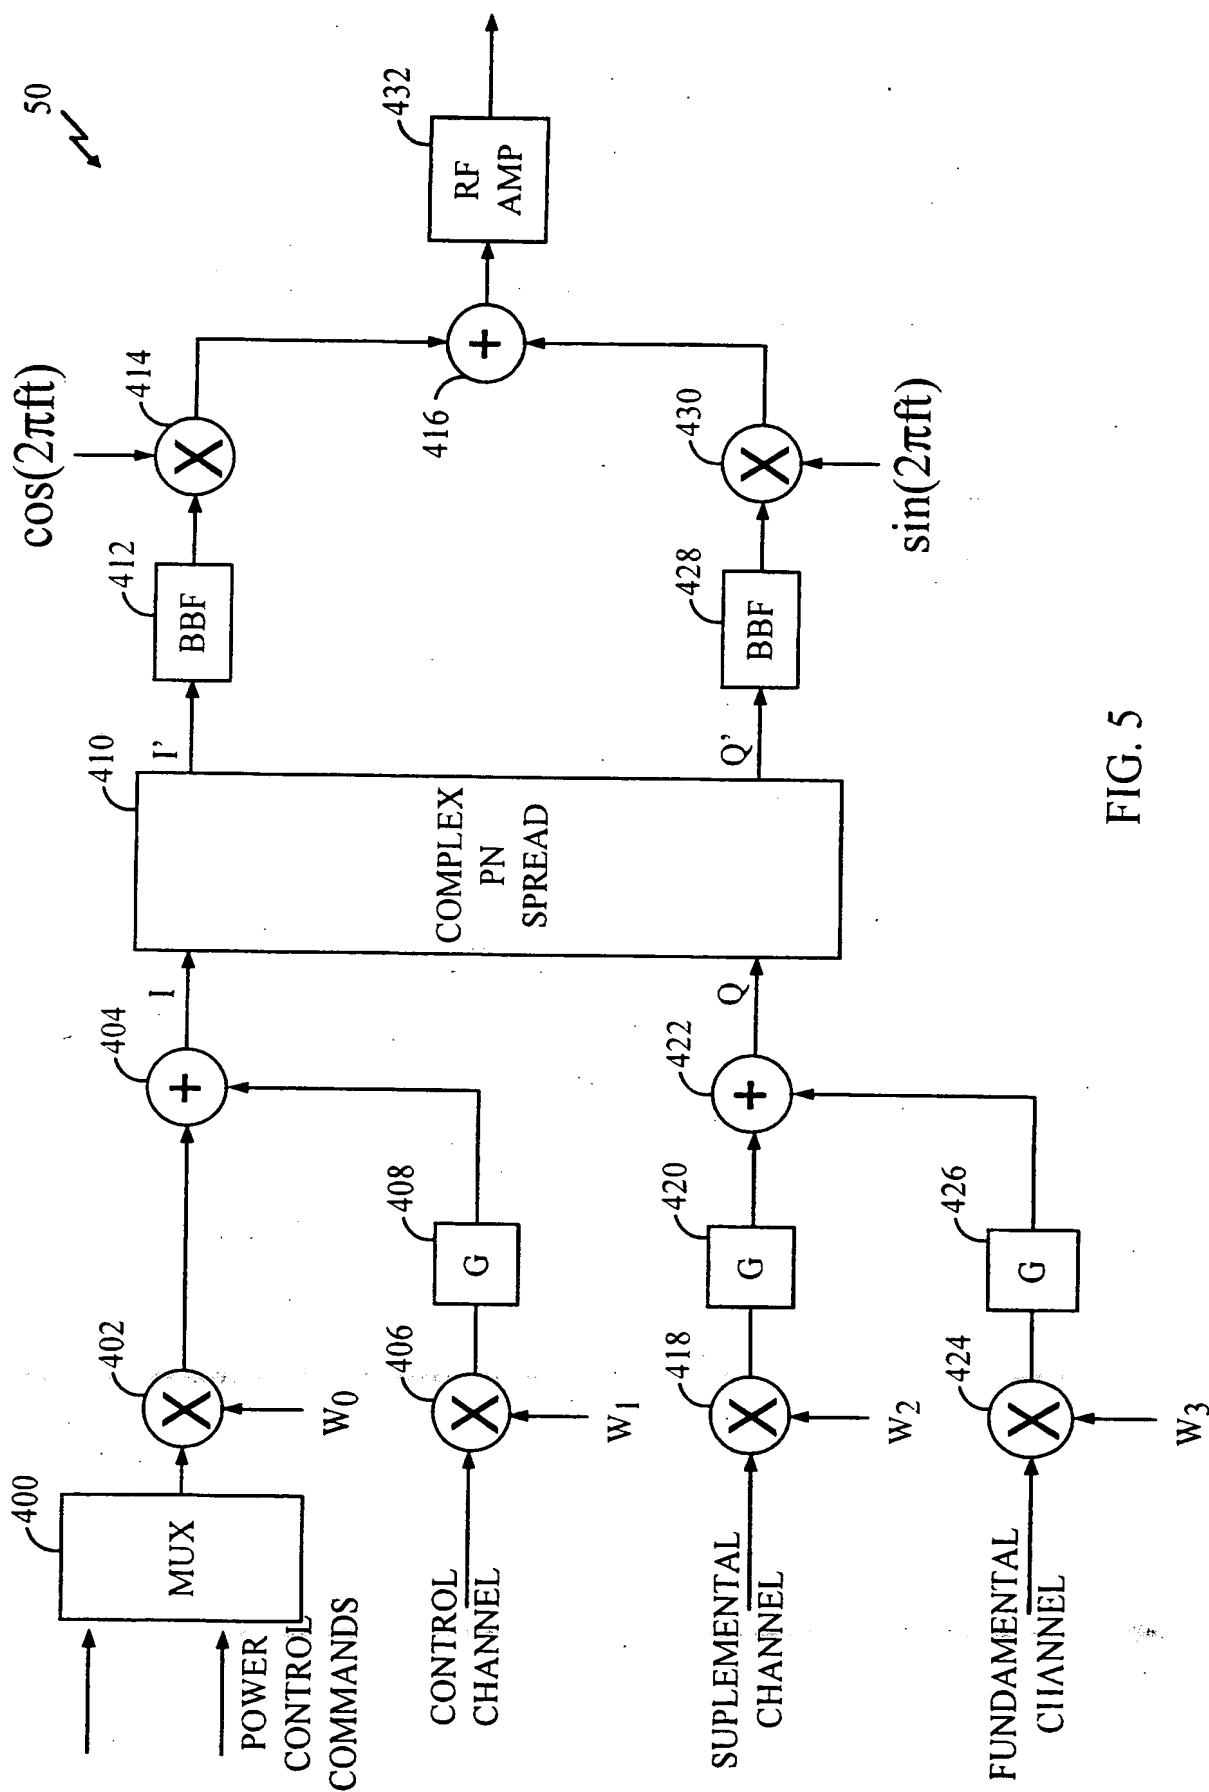 50
cos(2πft)
414
412
BBF
I'
410
COMPLEX
PN
SPREAD
I
404
402
W0
400
MUX
POWER
CONTROL
COMMANDS
408
G
406
W1
CONTROL
CHANNEL
432
RF
AMP
416
430
sin(2πft)
428
BBF
Q'
Q
422
420
G
418
W2
SUPLEMENTAL
CHANNEL
426
G
424
W3
FUNDAMENTAL
CHANNEL
FIG. 5